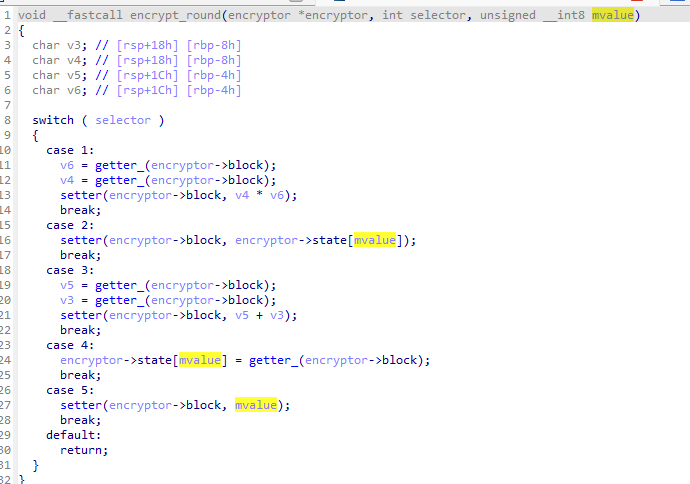 1 void __fastcall encrypt_round(encryptor *encryptor, int selector, unsigned __int8 mvalue)
2 {
3   char v3; // [rsp+18h] [rbp-8h]
4   char v4; // [rsp+18h] [rbp-8h]
5   char v5; // [rsp+1Ch] [rbp-4h]
6   char v6; // [rsp+1Ch] [rbp-4h]
7
8   switch ( selector )
9   {
10     case 1:
11       v6 = getter_(encryptor->block);
12       v4 = getter_(encryptor->block);
13       setter(encryptor->block, v4 * v6);
14       break;
15     case 2:
16       setter(encryptor->block, encryptor->state[mvalue]);
17       break;
18     case 3:
19       v5 = getter_(encryptor->block);
20       v3 = getter_(encryptor->block);
21       setter(encryptor->block, v5 + v3);
22       break;
23     case 4:
24       encryptor->state[mvalue] = getter_(encryptor->block);
25       break;
26     case 5:
27       setter(encryptor->block, mvalue);
28       break;
29     default:
30       return;
31   }
32 }